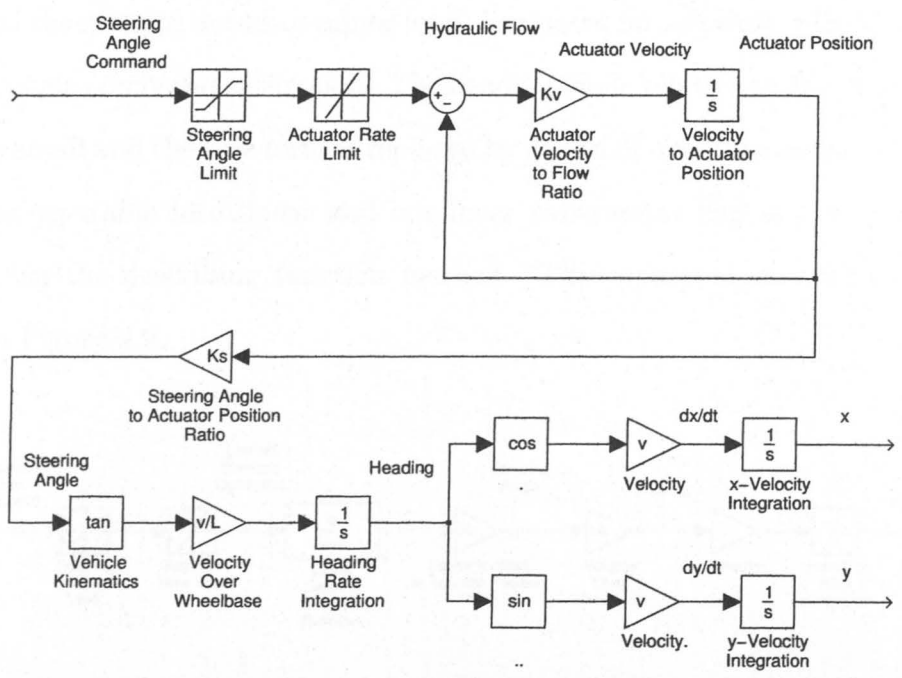 Steering
Angle
Command
Hydraulic Flow
Actuator Velocity
Actuator Position
+
−
Kv
1
s
Steering
Angle
Limit
Actuator Rate
Limit
Actuator
Velocity
to Flow
Ratio
Velocity
to Actuator
Position
Ks
Steering Angle
to Actuator Position
Ratio
Steering
Angle
tan
Vehicle
Kinematics
v/L
Velocity
Over
Wheelbase
1
s
Heading
Rate
Integration
Heading
cos
.
v
Velocity
dx/dt
1
s
x−Velocity
Integration
x
sin
..
v
Velocity.
dy/dt
1
s
y−Velocity
Integration
y